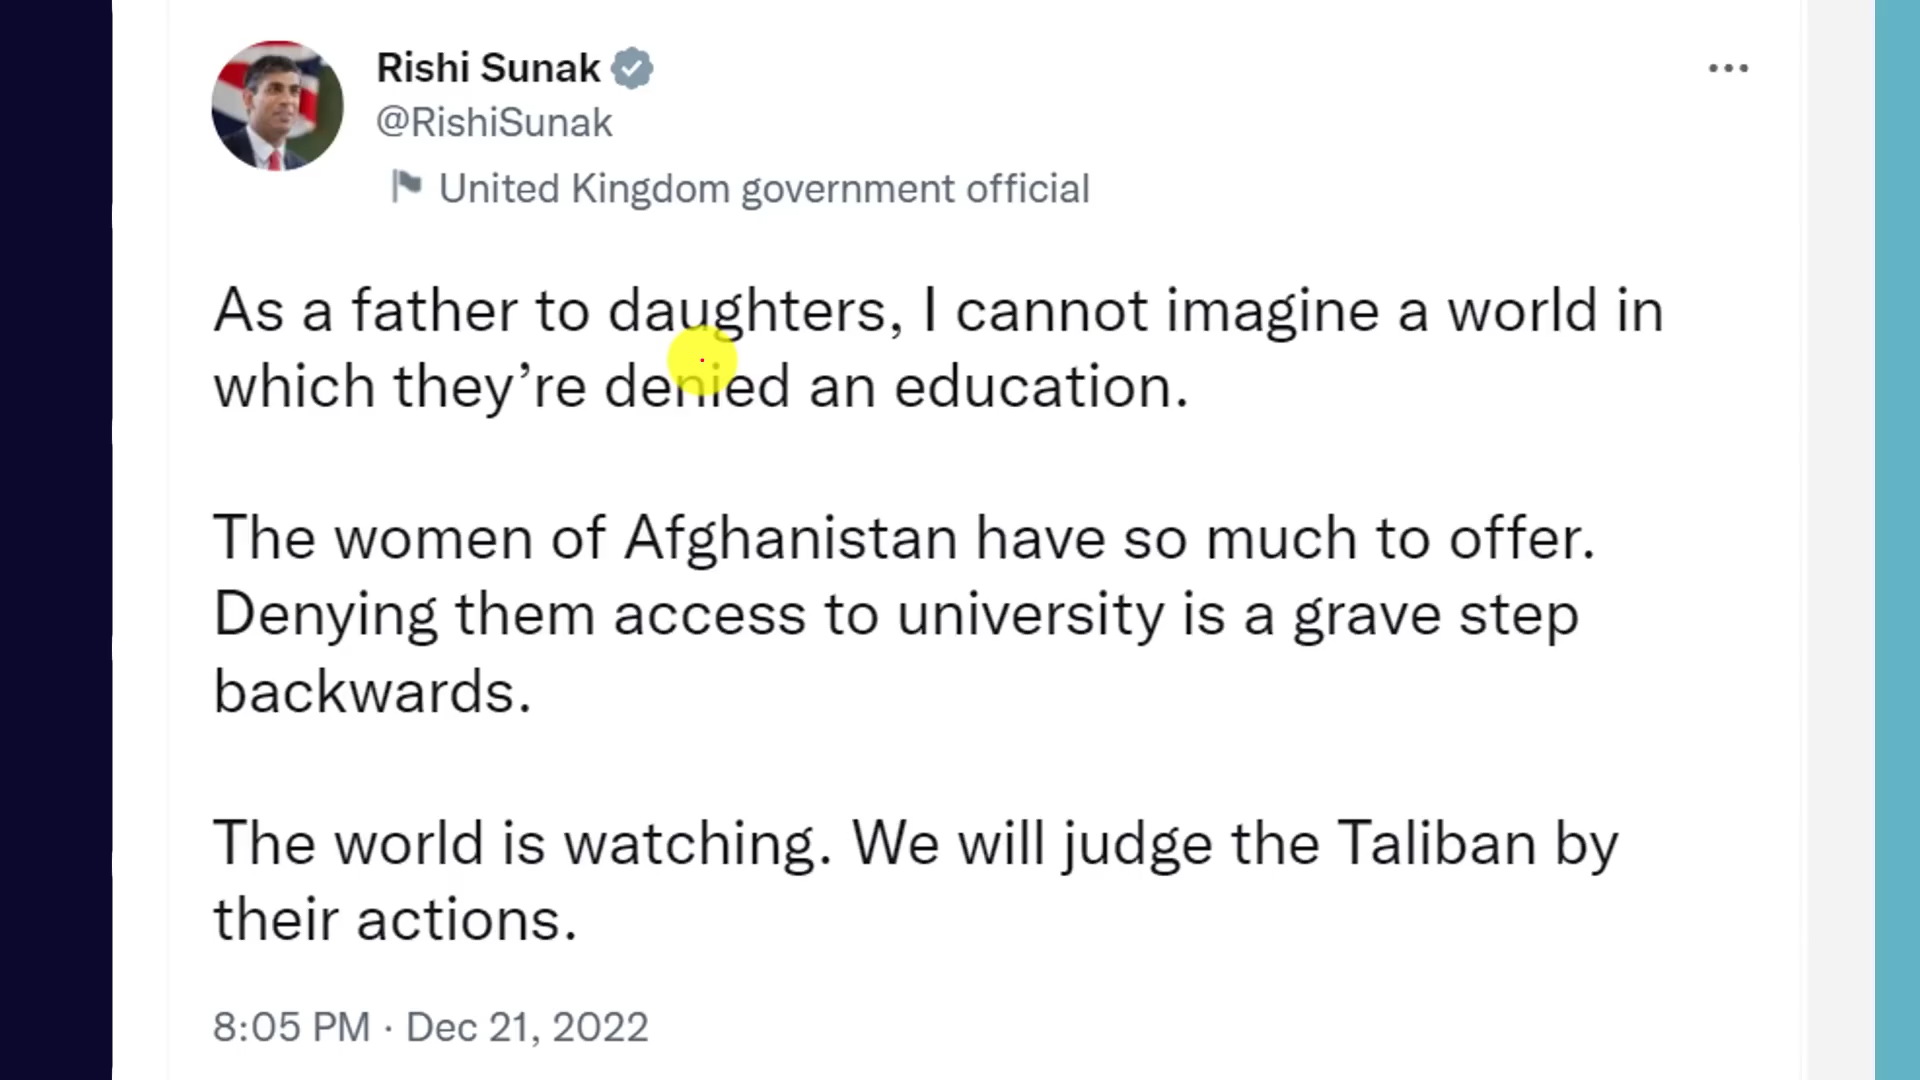 Rishi Sunak
@RishiSunak
United Kingdom government official
As a father to daughters, I cannot imagine a world in
which they’re denied an education.
The women of Afghanistan have so much to offer.
Denying them access to university is a grave step
backwards.
The world is watching. We will judge the Taliban by
their actions.
8:05 PM · Dec 21, 2022